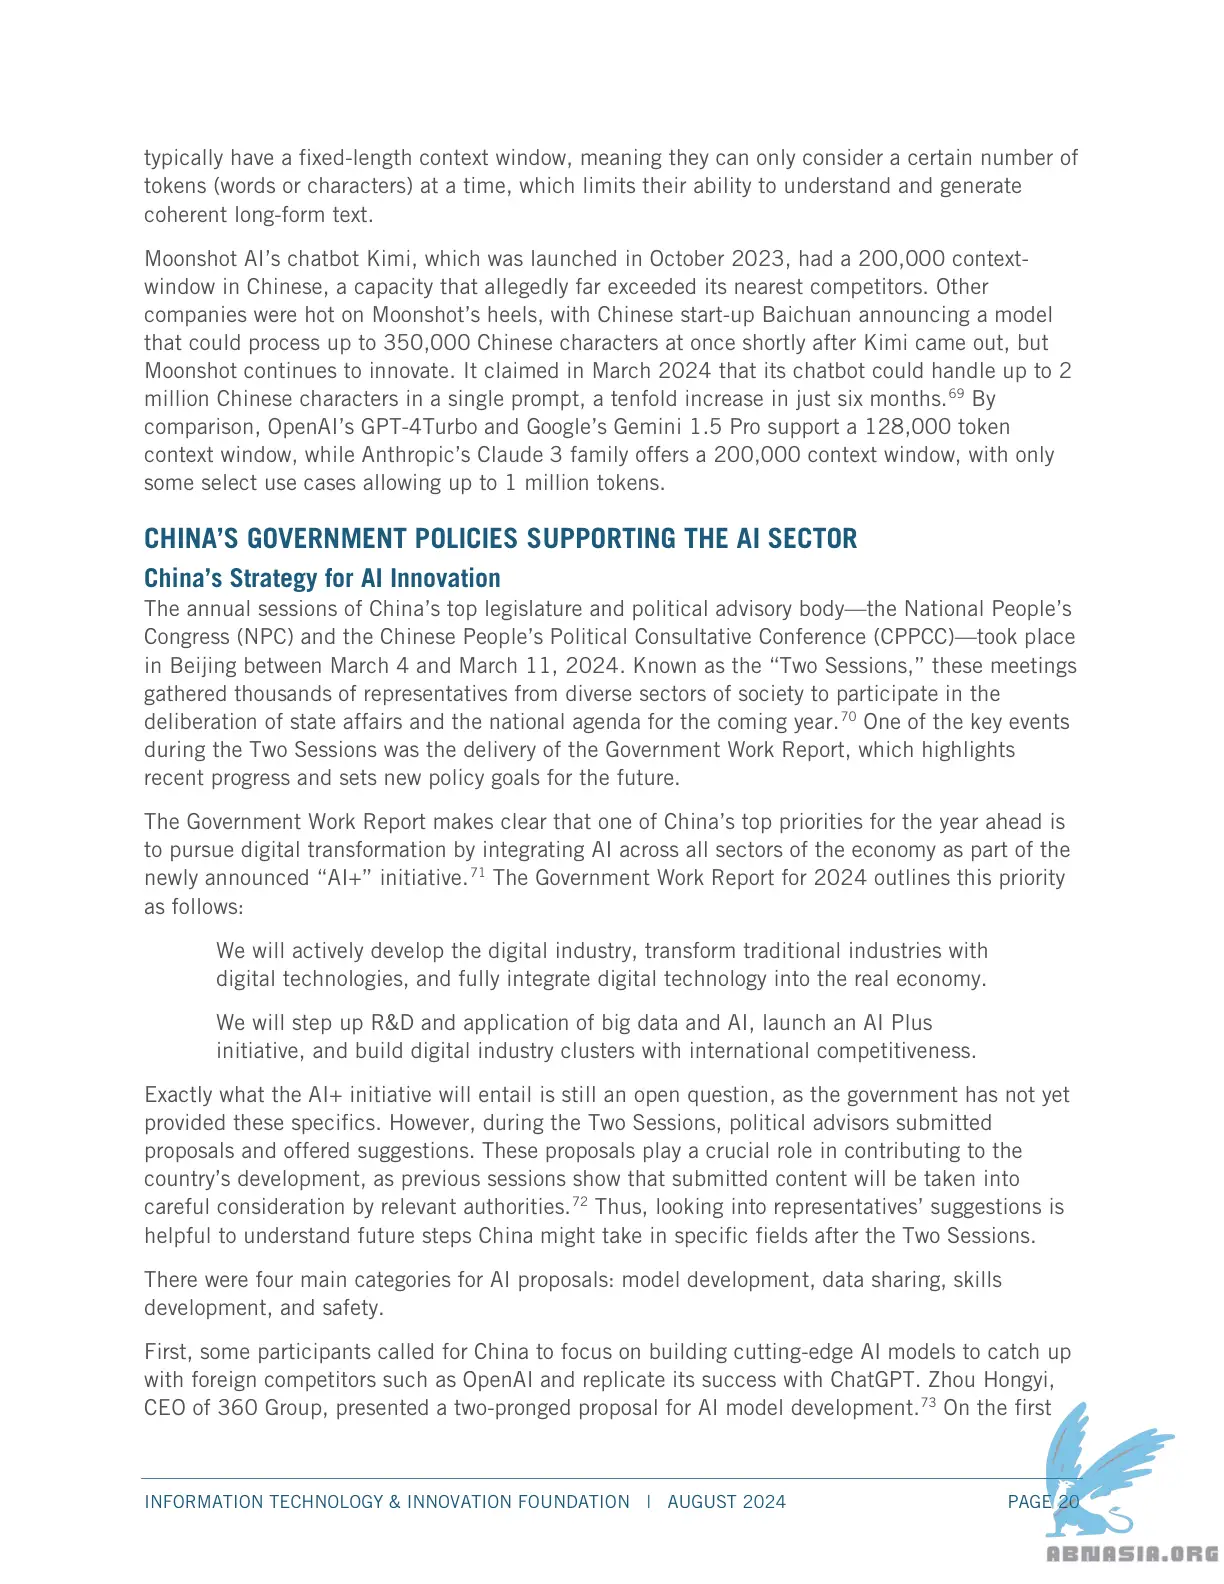 typically have a fixed-length context window, meaning they can only consider a certain number of
tokens (words or characters) at a time, which limits their ability to understand and generate
coherent long-form text.
Moonshot AI’s chatbot Kimi, which was launched in October 2023, had a 200,000 context-
window in Chinese, a capacity that allegedly far exceeded its nearest competitors. Other
companies were hot on Moonshot’s heels, with Chinese start-up Baichuan announcing a model
that could process up to 350,000 Chinese characters at once shortly after Kimi came out, but
Moonshot continues to innovate. It claimed in March 2024 that its chatbot could handle up to 2
million Chinese characters in a single prompt, a tenfold increase in just six months.69 By
comparison, OpenAI’s GPT-4Turbo and Google’s Gemini 1.5 Pro support a 128,000 token
context window, while Anthropic’s Claude 3 family offers a 200,000 context window, with only
some select use cases allowing up to 1 million tokens.
CHINA’S GOVERNMENT POLICIES SUPPORTING THE AI SECTOR
China’s Strategy for AI Innovation
The annual sessions of China’s top legislature and political advisory body—the National People’s
Congress (NPC) and the Chinese People’s Political Consultative Conference (CPPCC)—took place
in Beijing between March 4 and March 11, 2024. Known as the “Two Sessions,” these meetings
gathered thousands of representatives from diverse sectors of society to participate in the
deliberation of state affairs and the national agenda for the coming year.70 One of the key events
during the Two Sessions was the delivery of the Government Work Report, which highlights
recent progress and sets new policy goals for the future.
The Government Work Report makes clear that one of China’s top priorities for the year ahead is
to pursue digital transformation by integrating AI across all sectors of the economy as part of the
newly announced “AI+” initiative.71 The Government Work Report for 2024 outlines this priority
as follows:
We will actively develop the digital industry, transform traditional industries with
digital technologies, and fully integrate digital technology into the real economy.
We will step up R&D and application of big data and AI, launch an AI Plus
initiative, and build digital industry clusters with international competitiveness.
Exactly what the AI+ initiative will entail is still an open question, as the government has not yet
provided these specifics. However, during the Two Sessions, political advisors submitted
proposals and offered suggestions. These proposals play a crucial role in contributing to the
country’s development, as previous sessions show that submitted content will be taken into
careful consideration by relevant authorities.72 Thus, looking into representatives’ suggestions is
helpful to understand future steps China might take in specific fields after the Two Sessions.
There were four main categories for AI proposals: model development, data sharing, skills
development, and safety.
First, some participants called for China to focus on building cutting-edge AI models to catch up
with foreign competitors such as OpenAI and replicate its success with ChatGPT. Zhou Hongyi,
CEO of 360 Group, presented a two-pronged proposal for AI model development.73 On the first
INFORMATION TECHNOLOGY & INNOVATION FOUNDATION | AUGUST 2024 PAGE 20
ABNASIA.ORG